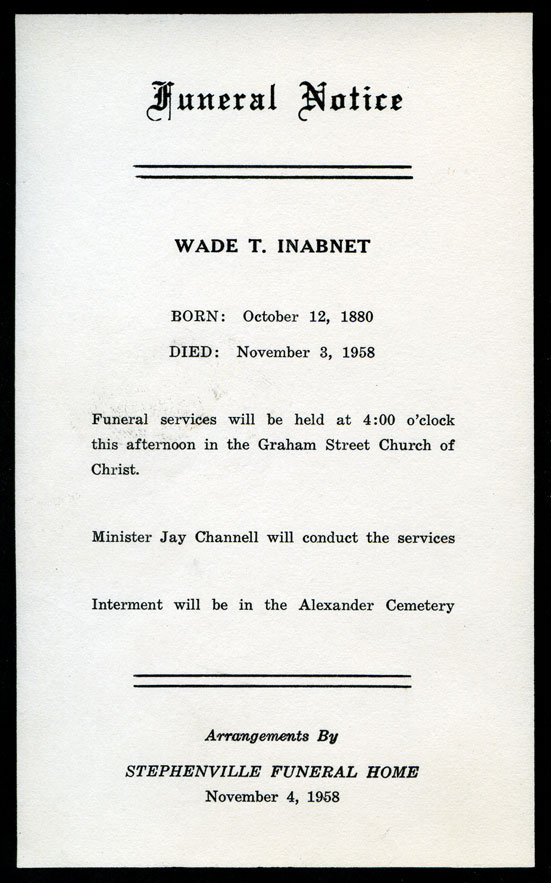 Funeral Notice
WADE T. INABNET
BORN: October 12, 1880
DIED: November 3, 1958
Funeral services will be held at 4:00 o'clock
this afternoon in the Graham Street Church of
Christ.
Minister Jay Channell will conduct the services
Interment will be in the Alexander Cemetery
Arrangements By
STEPHENVILLE FUNERAL HOME
November 4, 1958